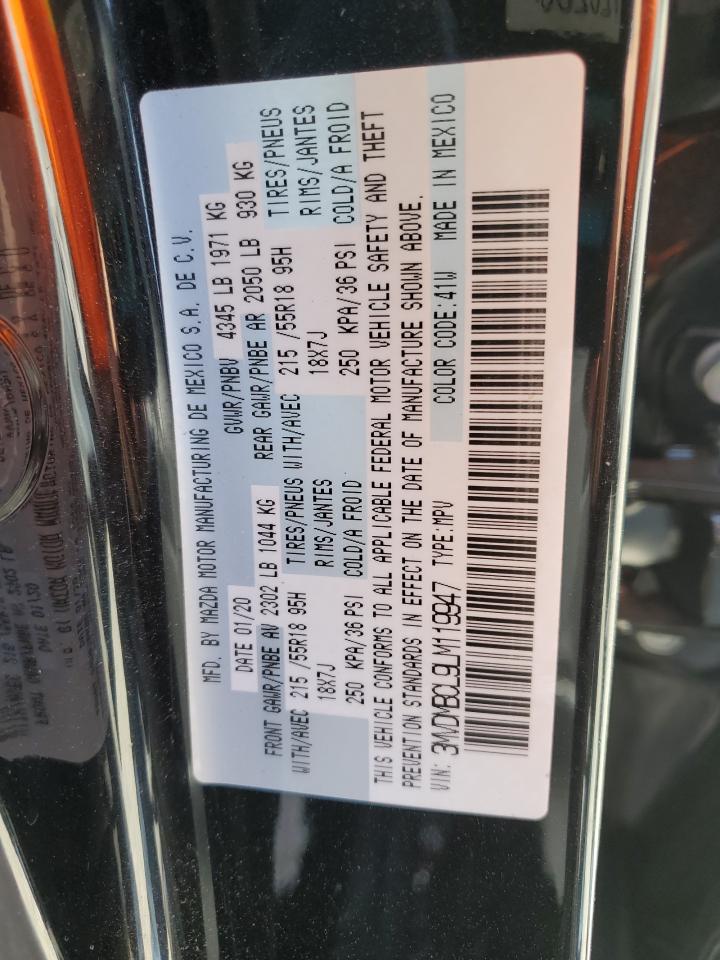 MFD. BY MAZDA MOTOR MANUFACTURING DE MEXICO S.A. DE C.V.
DATE 01/20 GVWR/PNBV 4345 LB 1971 KG
FRONT GAWR/PNBE AV 2302 LB 1044 KG REAR GAWR/PNBE AR 2050 LB 930 KG
WITH/AVEC 215 /55R18 95H TIRES/PNEUS WITH/AVEC 215 /55R18 95H TIRES/PNEUS
18X7J RIMS/JANTES 18X7J RIMS/JANTES
250 KPA/36 PSI COLD/A FROID 250 KPA/36 PSI COLD/A FROID
THIS VEHICLE CONFORMS TO ALL APPLICABLE FEDERAL MOTOR VEHICLE SAFETY AND THEFT
PREVENTION STANDARDS IN EFFECT ON THE DATE OF MANUFACTURE SHOWN ABOVE.
VIN: 3MVDMBCL9LM119947 TYPE:MPV COLOR CODE:41W MADE IN MEXICO